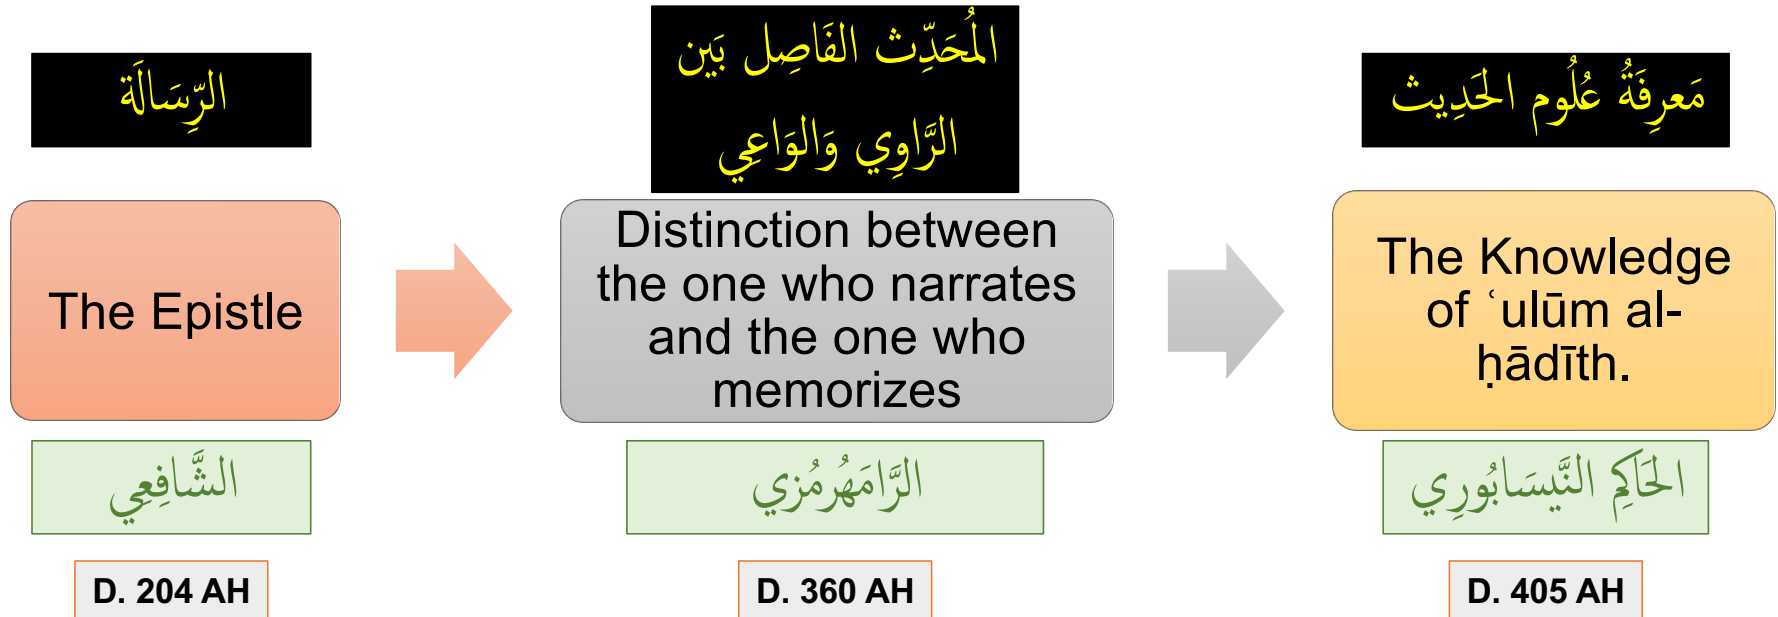 الرِّسَالَة
The Epistle
الشَّافِعِي
D. 204 AH
المُحَدِّث الفَاصِل بَين
الرَّاوِي وَالوَاعِي
Distinction between
the one who narrates
and the one who
memorizes
الرَّامَهُرمُزي
D. 360 AH
مَعرِفَةُ عُلُوم الحَدِيث
The Knowledge
of ʿulūm al-
ḥādīth.
الحَاكِم النَّيسَابُورِي
D. 405 AH